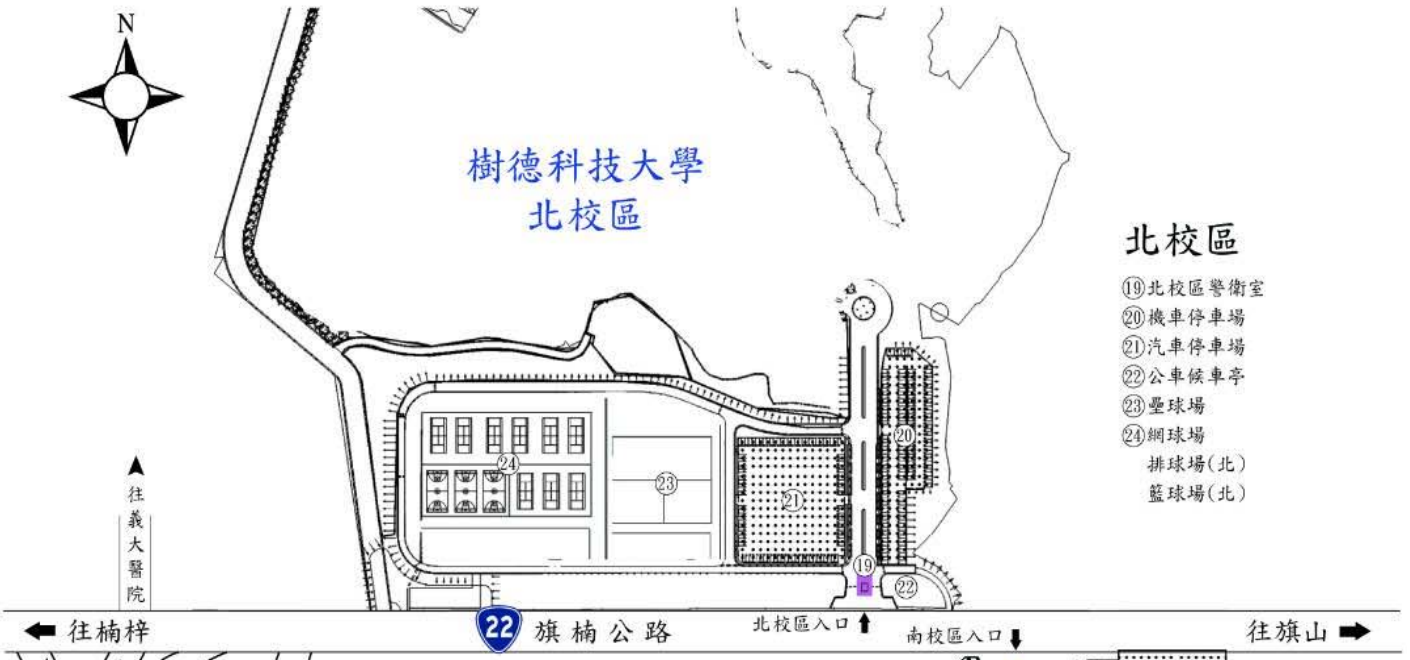 N
樹德科技大學
北校區
北校區
⑲北校區警衛室
⑳機車停車場
㉑汽車停車場
㉒公車候車亭
㉓壘球場
㉔網球場
排球場(北)
籃球場(北)
⑳
㉔
㉓
㉑
⑲
㉒
往義大醫院
往楠梓
22
旗楠公路
北校區入口
南校區入口
往旗山